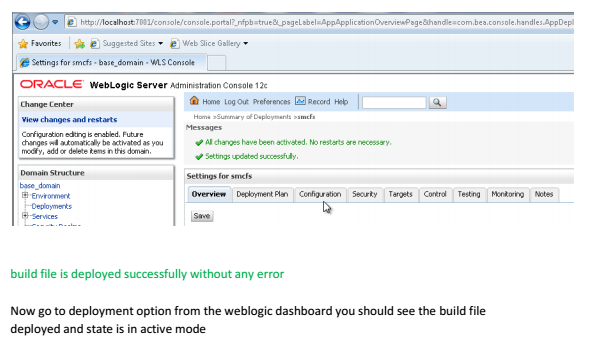 http://localhost:7001/console/console.portal?_nfpb=true&_pageLabel=AppApplicationOverviewPage&handle=com.bea.console.handles.AppDepl
Favorites Suggested Sites Web Slice Gallery
Settings for smcfs - base_domain - WLS Console
ORACLE WebLogic Server Administration Console 12c
Change Center
View changes and restarts
Configuration editing is enabled. Future
changes will automatically be activated as you
modify, add or delete items in this domain.
Domain Structure
base_domain
Environment
Deployments
Services
Security Realms
Home Log Out Preferences Record Help
Home >Summary of Deployments >smcfs
Messages
All changes have been activated. No restarts are necessary.
Settings updated successfully.
Settings for smcfs
Overview Deployment Plan Configuration Security Targets Control Testing Monitoring Notes
Save
build file is deployed successfully without any error
Now go to deployment option from the weblogic dashboard you should see the build file
deployed and state is in active mode